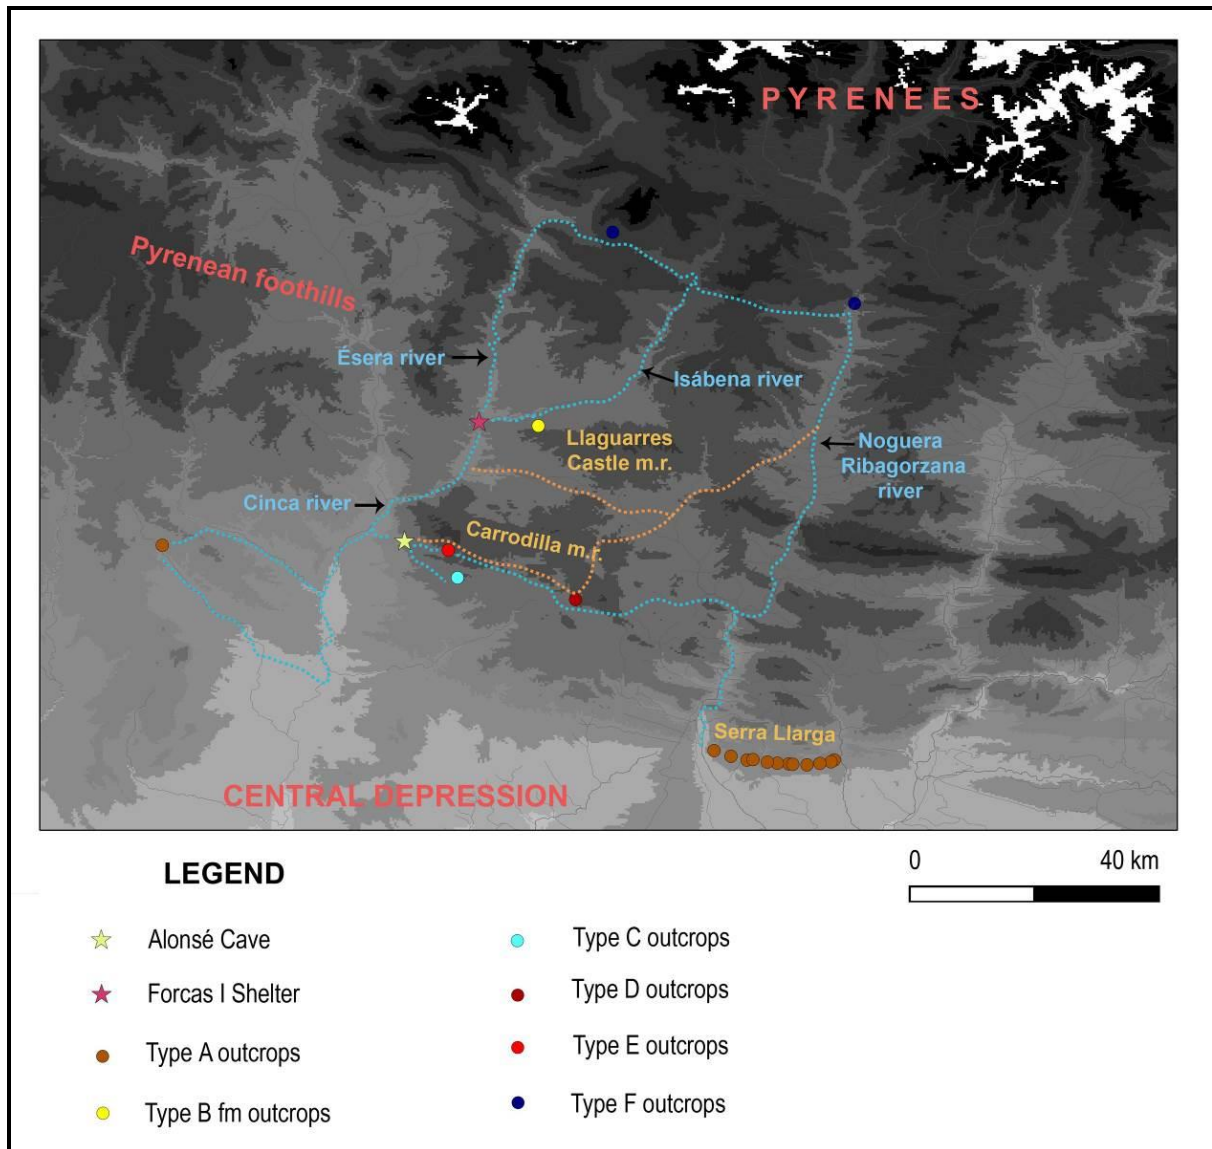 PYRENEES
Pyrenean foothills
Ésera river
Isábena river
Llaguarres
Castle m.r.
Noguera
Ribagorzana
river
Cinca river
Carrodilla m.r.
Serra Llarga
CENTRAL DEPRESSION
LEGEND
0 40 km
Alonsé Cave
Forcas I Shelter
Type A outcrops
Type B fm outcrops
Type C outcrops
Type D outcrops
Type E outcrops
Type F outcrops